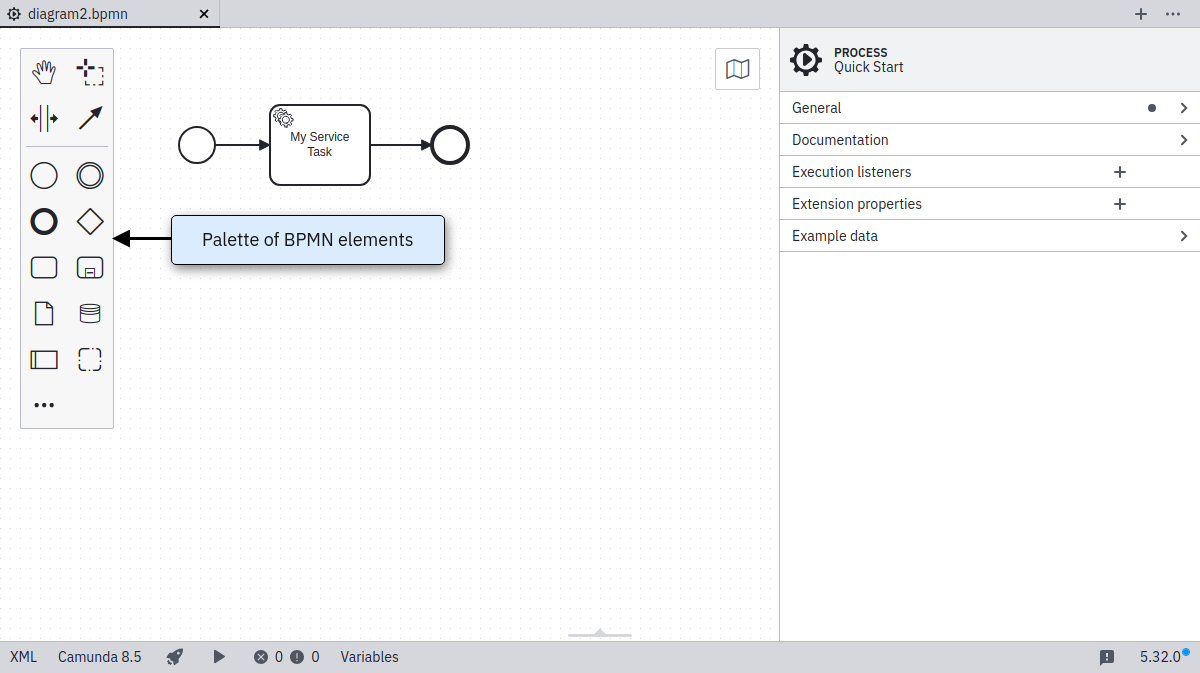 diagram2.bpmn
PROCESS
Quick Start
General
Documentation
Execution listeners
Extension properties
Example data
My Service
Task
Palette of BPMN elements
XML Camunda 8.5 0 0 Variables 5.32.0